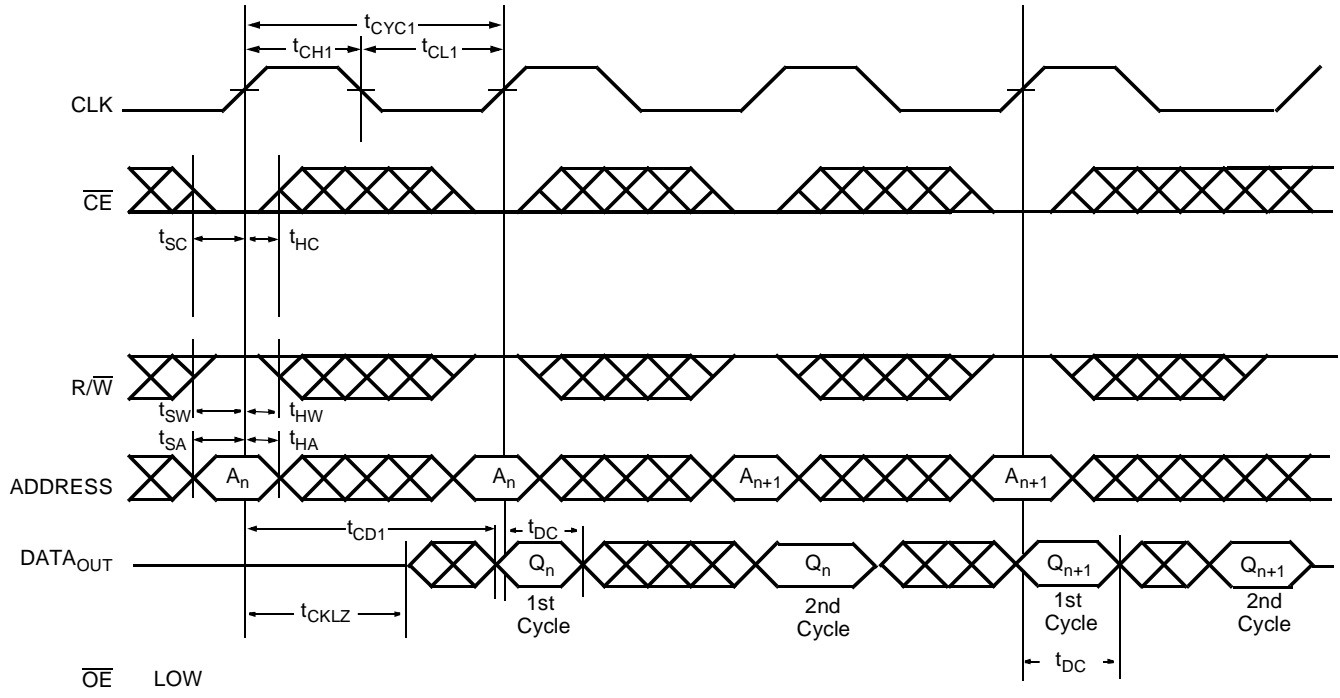 tCYC1
tCH1 tCL1
CLK
CE
tSC tHC
R/W
tSW tHW
tSA tHA
ADDRESS An An An+1 An+1
tCD1 tDC
DATAOUT Qn Qn Qn+1 Qn+1
tCKLZ 1st Cycle 2nd Cycle 1st Cycle 2nd Cycle
tDC
OE LOW